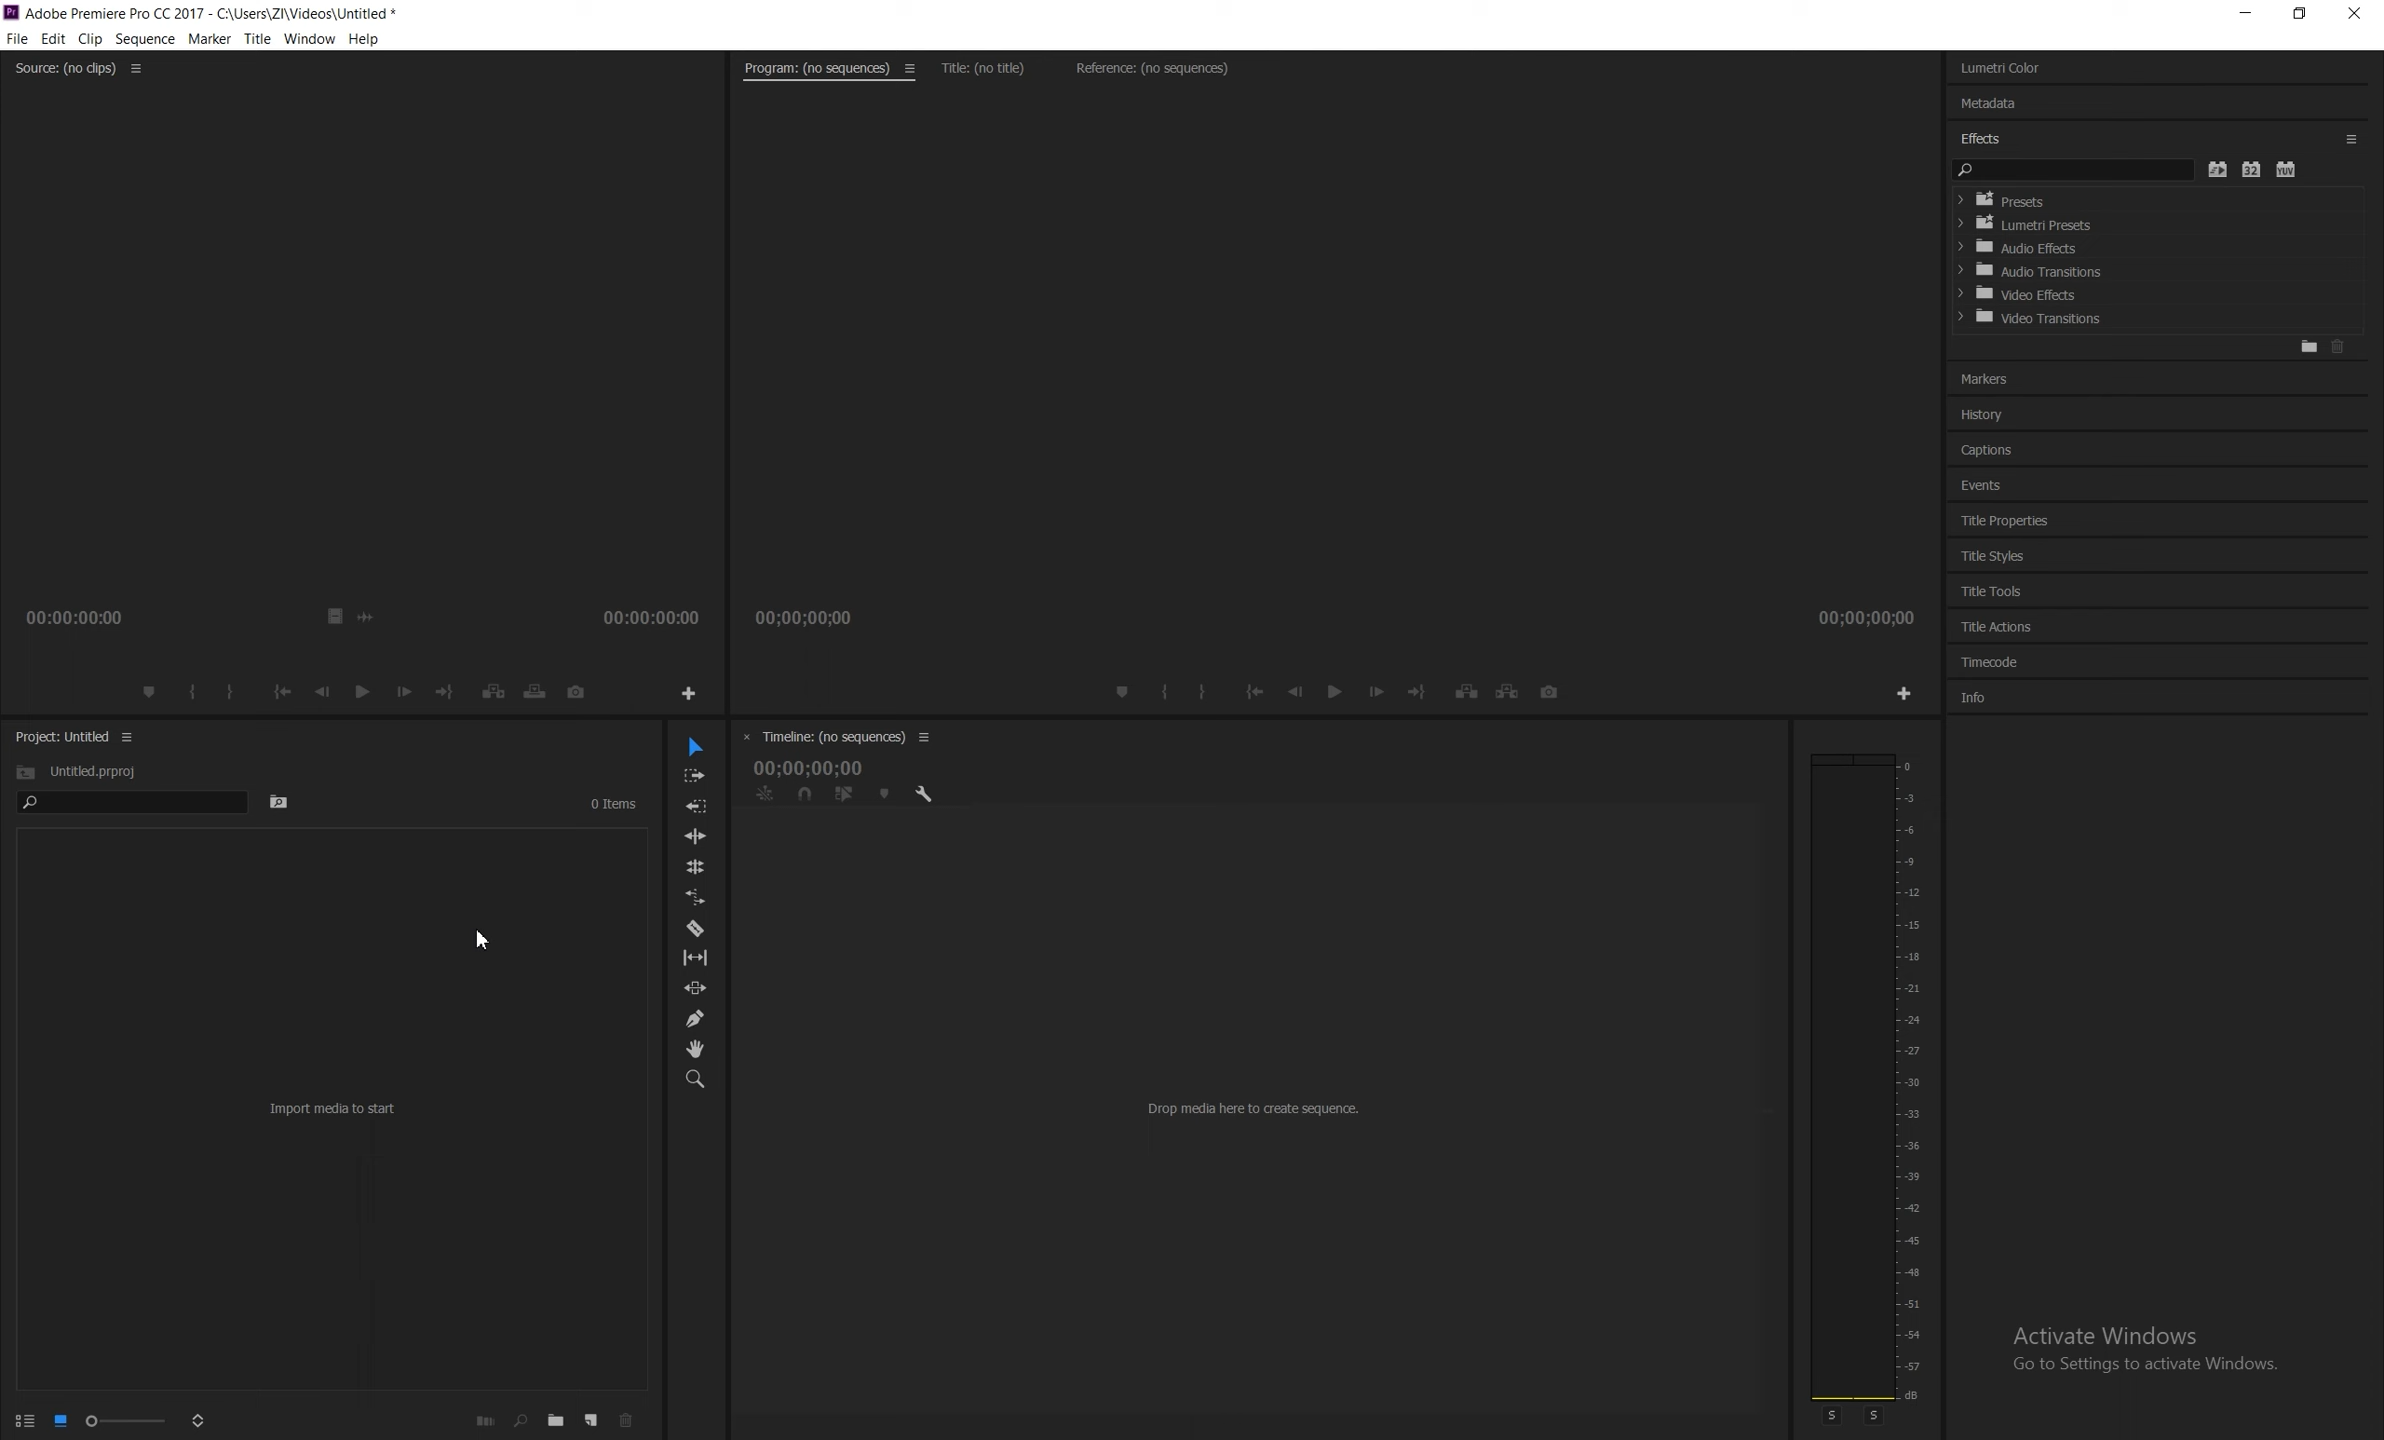 Adobe Premiere Pro CC 2017 - C:\Users\ZI\Videos\Untitled *
File Edit Clip Sequence Marker Title Window Help
Source: (no clips)
Program: (no sequences) Title: (no title) Reference: (no sequences)
Lumetri Color
Metadata
Effects
32 YUV
Presets
Lumetri Presets
Audio Effects
Audio Transitions
Video Effects
Video Transitions
Markers
History
Captions
Events
Title Properties
Title Styles
Title Tools
Title Actions
Timecode
Info
00:00:00:00 00:00:00:00
00;00;00;00 00;00;00;00
Project: Untitled
Untitled.prproj
0 Items
Import media to start
× Timeline: (no sequences)
00;00;00;00
Drop media here to create sequence.
0
-3
-6
-9
-12
-15
-18
-21
-24
-27
-30
-33
-36
-39
-42
-45
-48
-51
-54
-57
dB
S S
Activate Windows
Go to Settings to activate Windows.